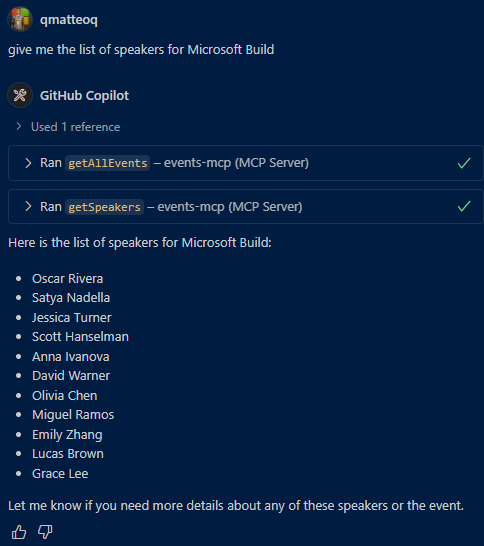 qmatteoq
give me the list of speakers for Microsoft Build
GitHub Copilot
Used 1 reference
Ran getAllEvents – events-mcp (MCP Server)
Ran getSpeakers – events-mcp (MCP Server)
Here is the list of speakers for Microsoft Build:
• Oscar Rivera
• Satya Nadella
• Jessica Turner
• Scott Hanselman
• Anna Ivanova
• David Warner
• Olivia Chen
• Miguel Ramos
• Emily Zhang
• Lucas Brown
• Grace Lee
Let me know if you need more details about any of these speakers or the event.